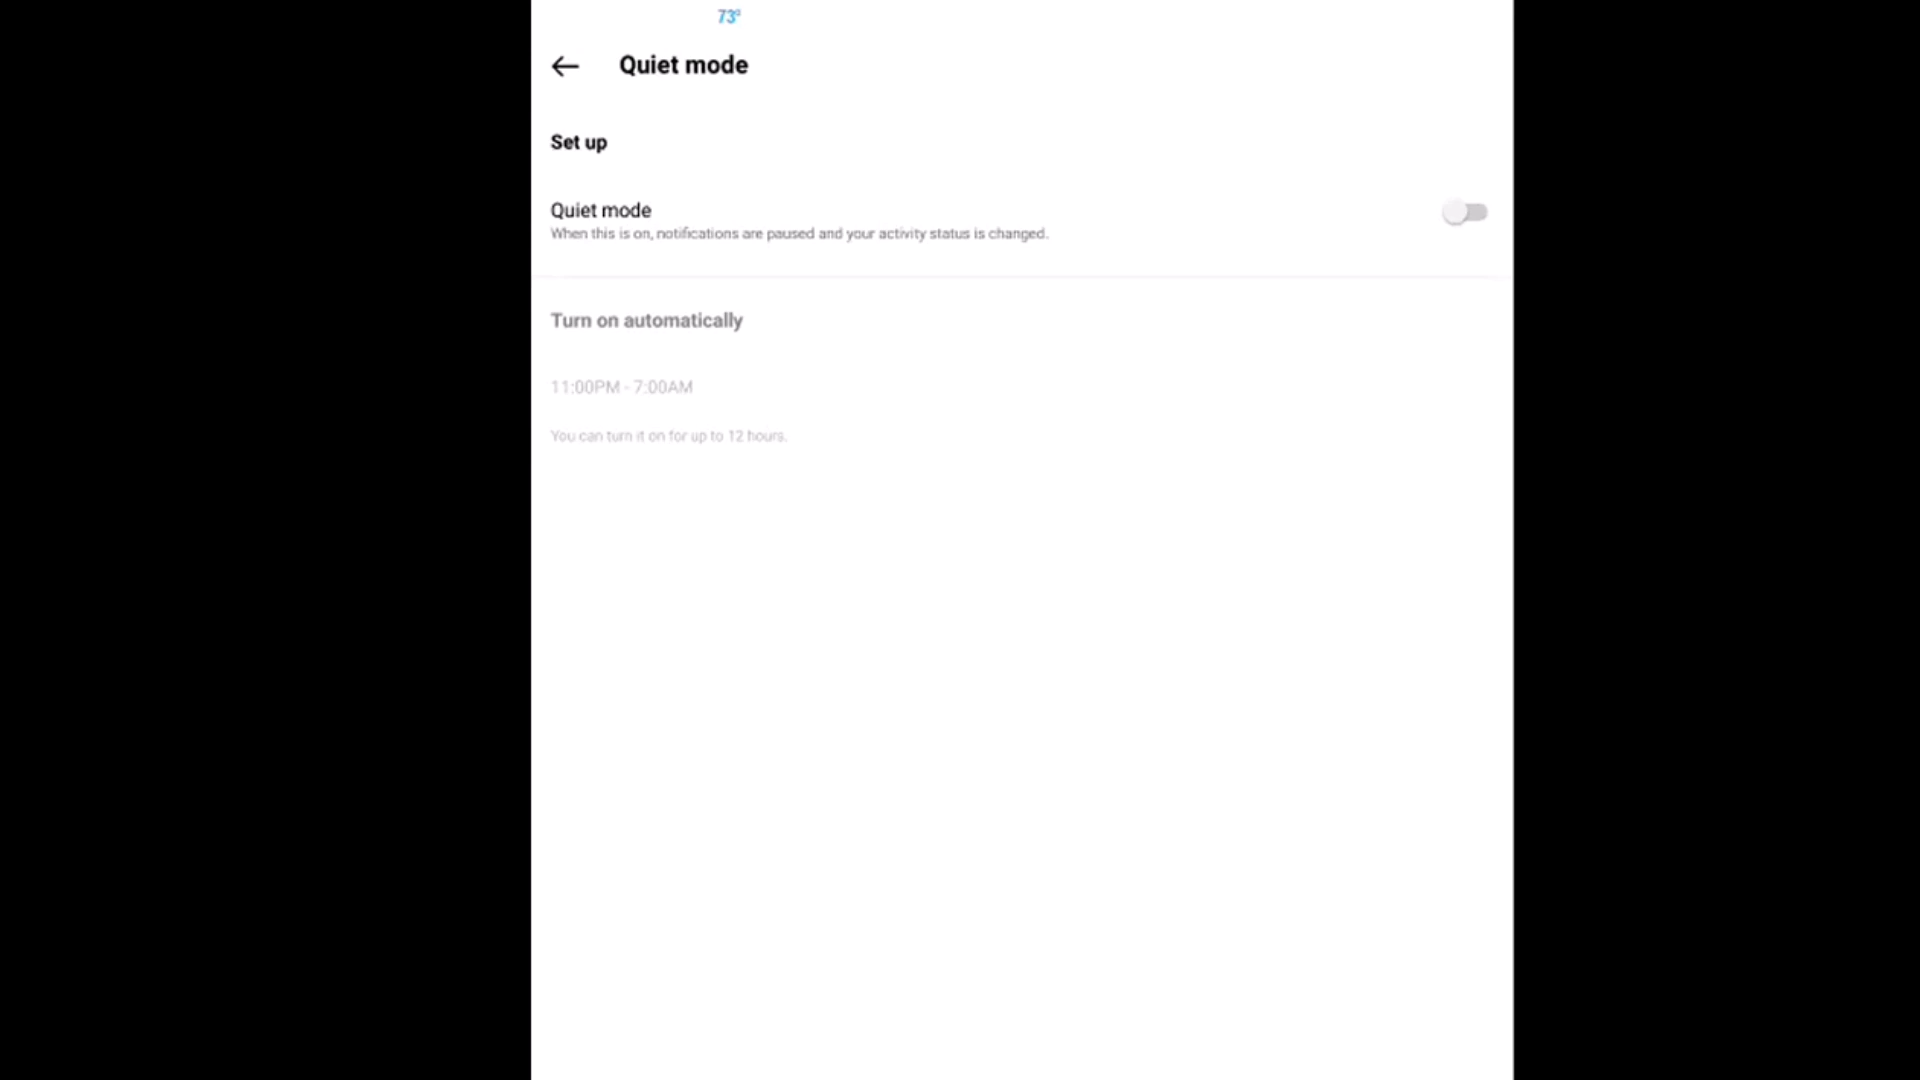 73°
Quiet mode
Set up
Quiet mode
When this is on, notifications are paused and your activity status is changed.
Turn on automatically
11:00PM - 7:00AM
You can turn it on for up to 12 hours.